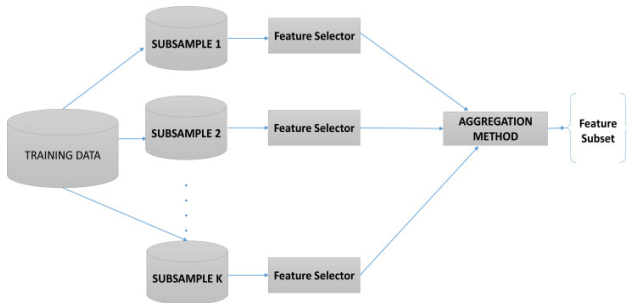 SUBSAMPLE 1
Feature Selector
TRAINING DATA
SUBSAMPLE 2
Feature Selector
AGGREGATION
METHOD
Feature
Subset
SUBSAMPLE K
Feature Selector